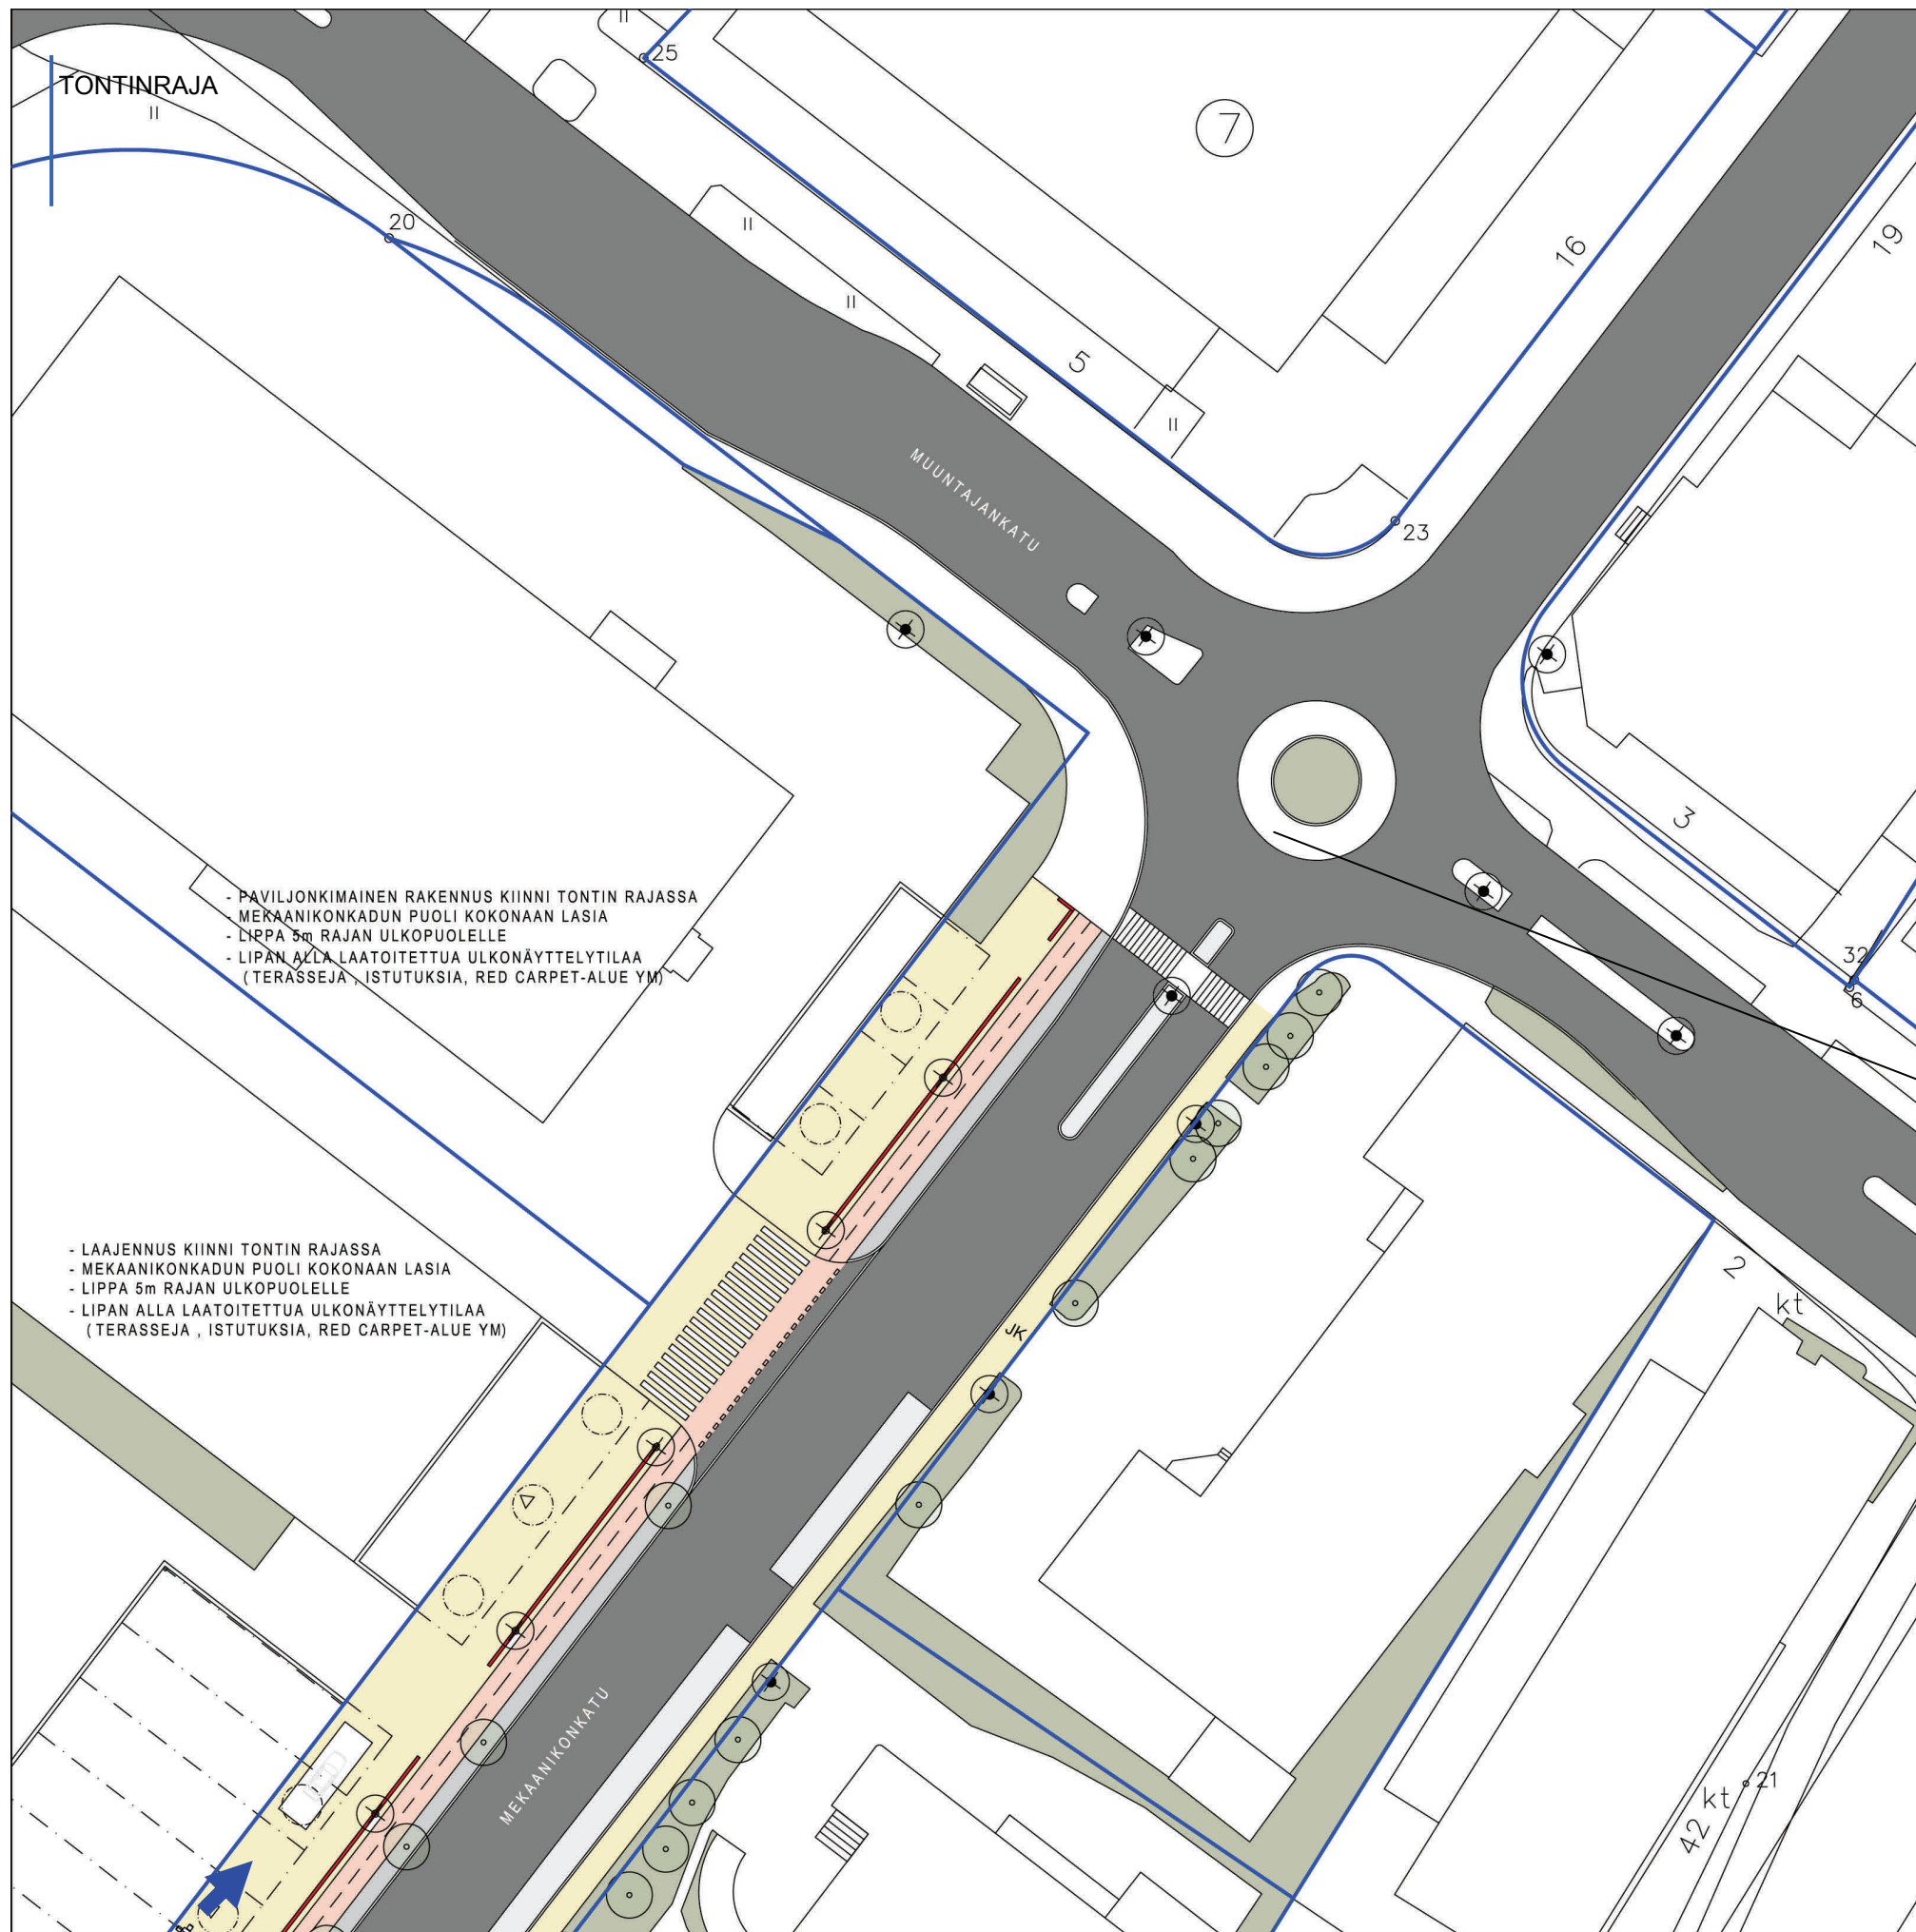 25
TONTINRAJA
II
II
7
20
II
16
19
II
5
II
23
MUUNTAJANKATU
3
- PAVILJONKIMAINEN RAKENNUS KIINNI TONTIN RAJASSA
- MEKAANIKONKADUN PUOLI KOKONAAN LASIA
- LIPPA 5m RAJAN ULKOPUOLELLE
- LIPAN ALLA LAATOITETTUA ULKONÄYTTELYTILAA
( TERASSEJA , ISTUTUKSIA, RED CARPET-ALUE YM)
32
6
- LAAJENNUS KIINNI TONTIN RAJASSA
- MEKAANIKONKADUN PUOLI KOKONAAN LASIA
- LIPPA 5m RAJAN ULKOPUOLELLE
- LIPAN ALLA LAATOITETTUA ULKONÄYTTELYTILAA
( TERASSEJA , ISTUTUKSIA, RED CARPET-ALUE YM)
2
kt
JK
MEKAANIKONKATU
21
kt
42